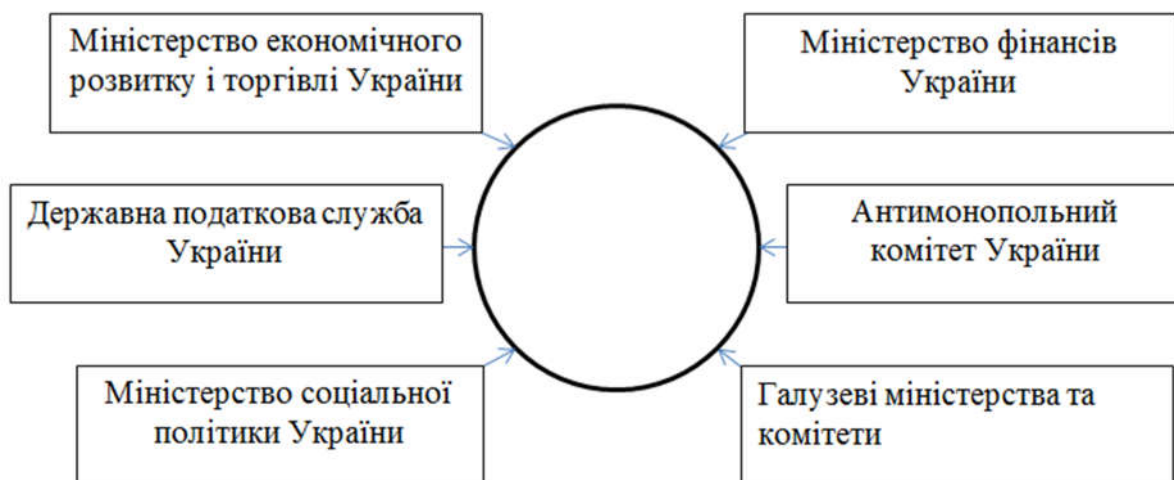 Міністерство економічного
розвитку і торгівлі України
Міністерство фінансів
України
Державна податкова служба
України
Антимонопольний
комітет України
Міністерство соціальної
політики України
Галузеві міністерства та
комітети